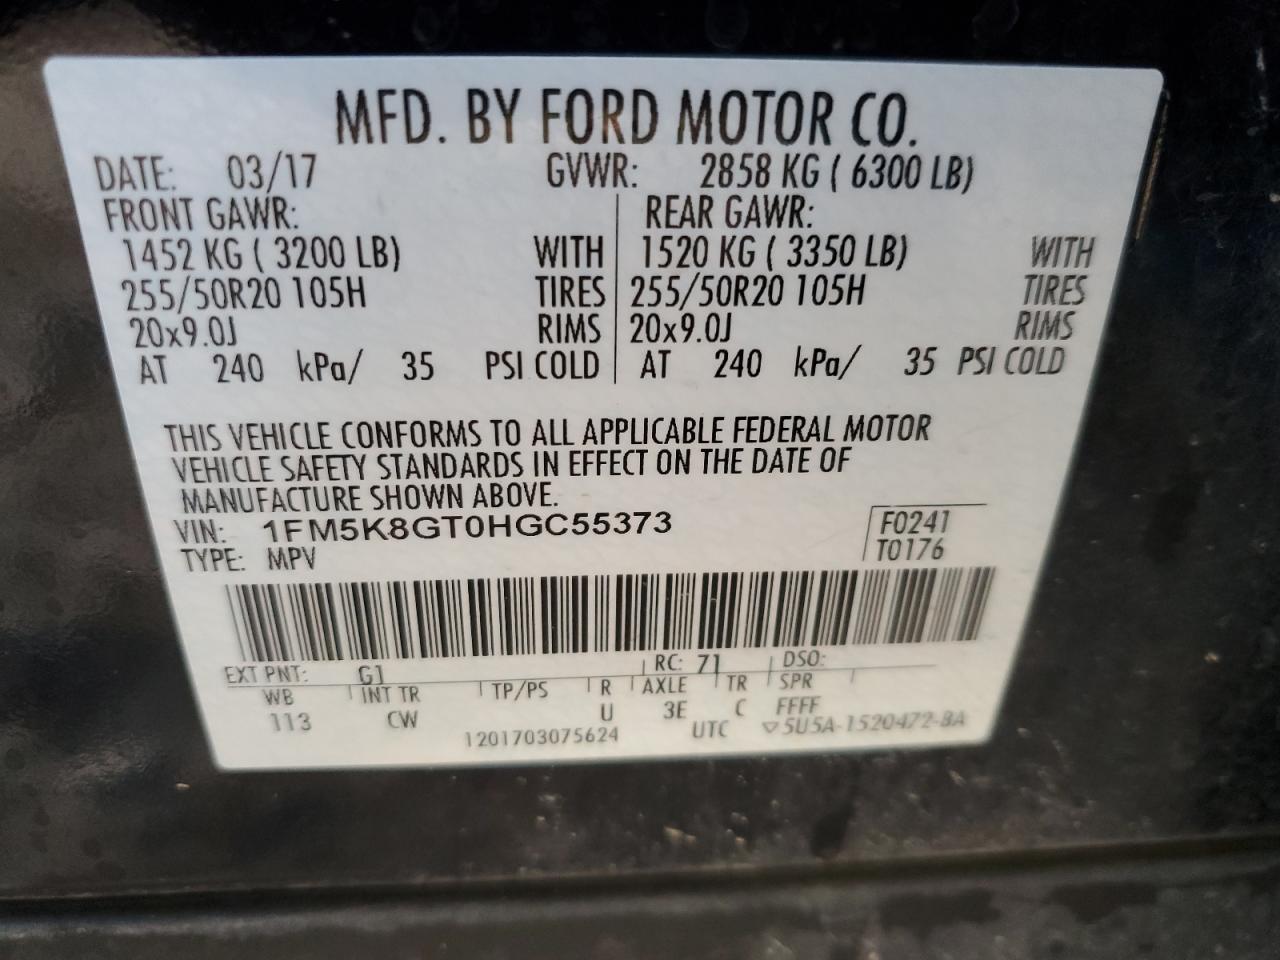 MFD. BY FORD MOTOR CO.
DATE: 03/17 GVWR: 2858 KG ( 6300 LB)
FRONT GAWR: REAR GAWR:
1452 KG ( 3200 LB) WITH 1520 KG ( 3350 LB) WITH
255/50R20 105H TIRES 255/50R20 105H TIRES
20x9.0J RIMS 20x9.0J RIMS
AT 240 kPa/ 35 PSI COLD AT 240 kPa/ 35 PSI COLD
THIS VEHICLE CONFORMS TO ALL APPLICABLE FEDERAL MOTOR
VEHICLE SAFETY STANDARDS IN EFFECT ON THE DATE OF
MANUFACTURE SHOWN ABOVE.
VIN: 1FM5K8GT0HGC55373 F0241
TYPE: MPV T0176
EXT PNT: G1 RC: 71 DSO:
WB INT TR TP/PS R AXLE TR SPR
113 CW U 3E C FFFF
1201703075624 UTC ▽5U5A-1520472-BA